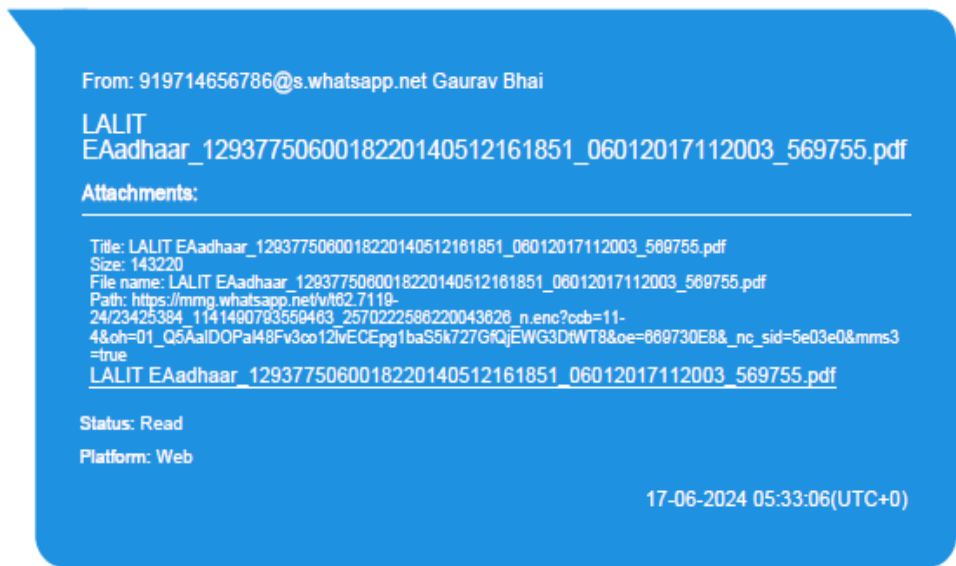 From: 919714656786@s.whatsapp.net Gaurav Bhai
LALIT
EAadhaar_1293775060018220140512161851_06012017112003_569755.pdf
Attachments:
Title: LALIT EAadhaar_1293775060018220140512161851_06012017112003_569755.pdf
Size: 143220
File name: LALIT EAadhaar_1293775060018220140512161851_06012017112003_569755.pdf
Path: https://mmg.whatsapp.net/v/t62.7119-
24/23425384_1141490793559463_2570222586220043626_n.enc?ccb=11-
4&oh=01_Q5AaIDOPaI48Fv3co12lvECEpg1baS5k727GfQjEWG3DtWT8&oe=669730E8&_nc_sid=5e03e0&mms3
=true
LALIT EAadhaar_1293775060018220140512161851_06012017112003_569755.pdf
Status: Read
Platform: Web
17-06-2024 05:33:06(UTC+0)